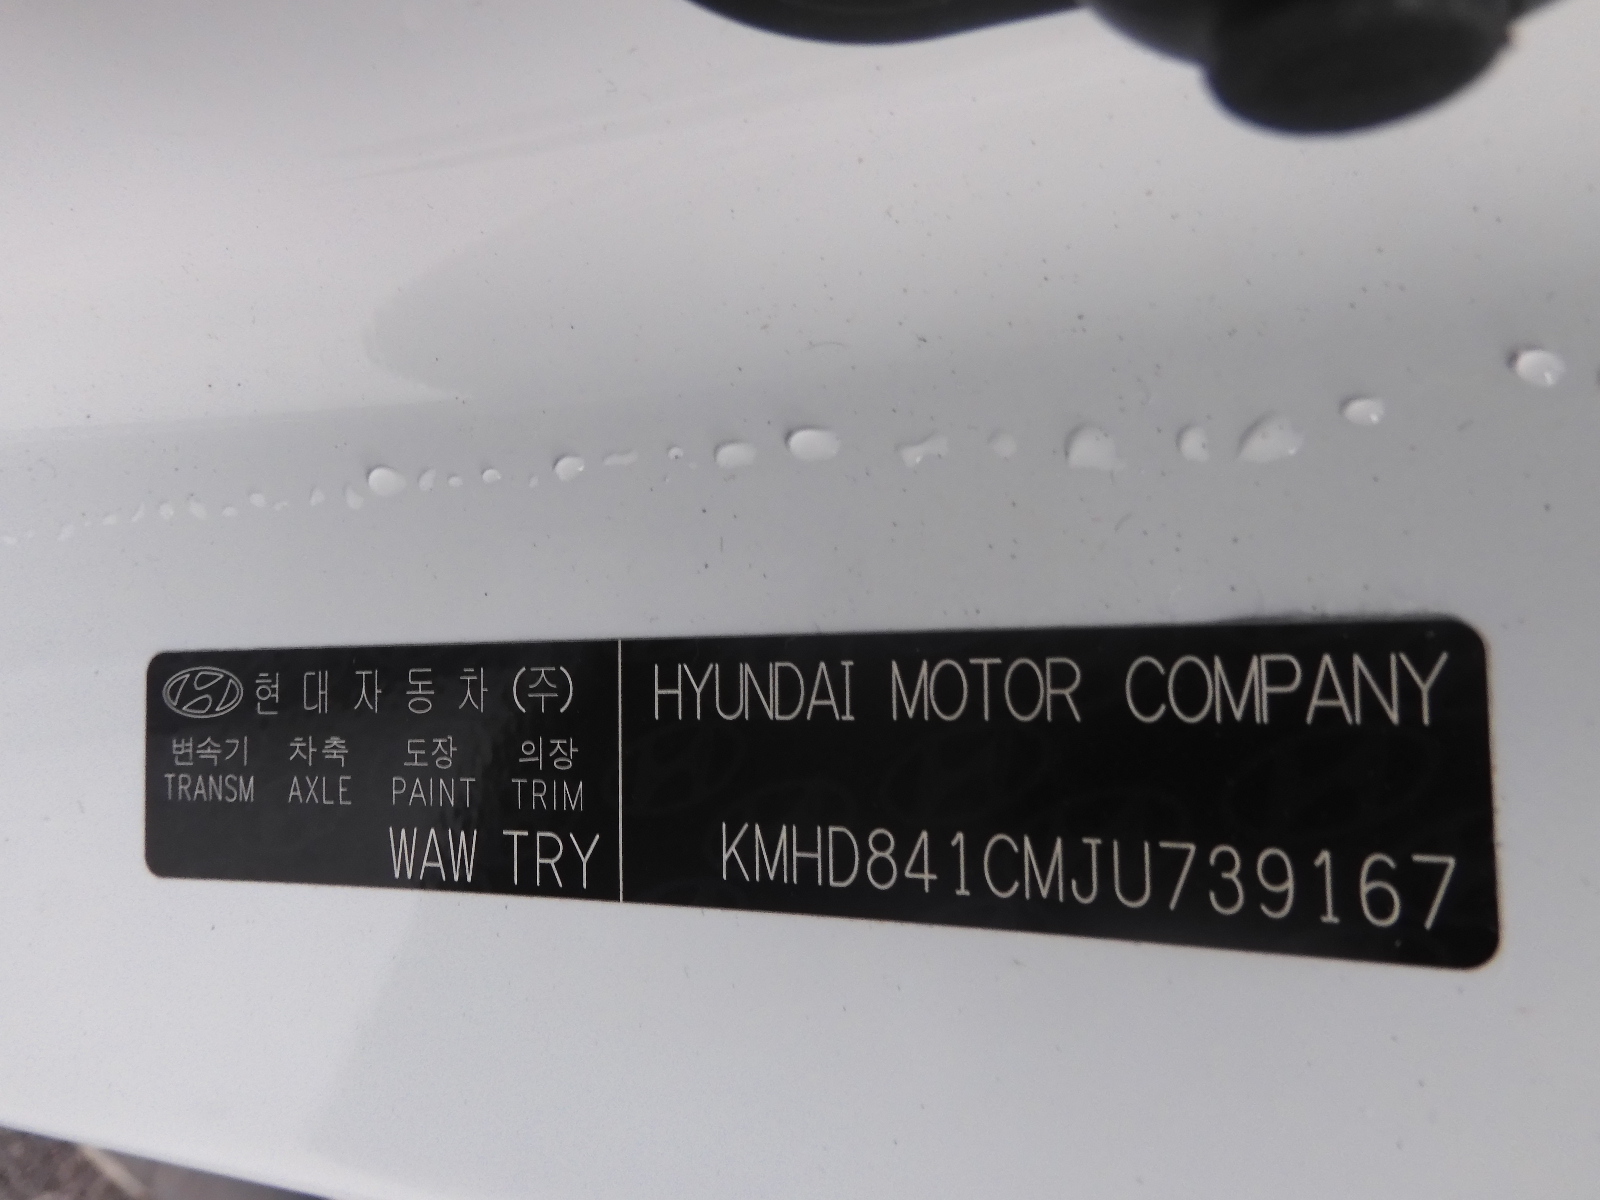 현대자동차(주)
변속기 차축 도장 의장
TRANSM AXLE PAINT TRIM
WAW TRY
HYUNDAI MOTOR COMPANY
KMHD841CMJU739167